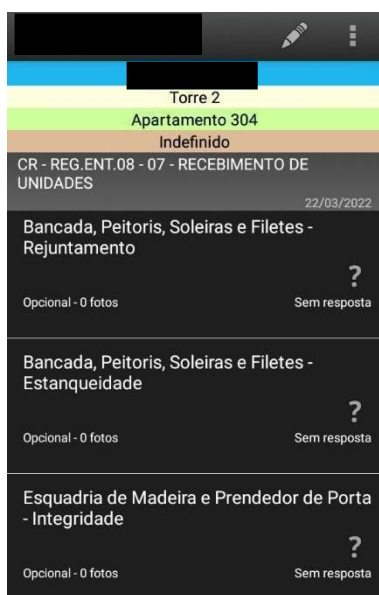 Torre 2
Apartamento 304
Indefinido
CR - REG.ENT.08 - 07 - RECEBIMENTO DE
UNIDADES
22/03/2022
Bancada, Peitoris, Soleiras e Filetes -
Rejuntamento
?
Opcional - 0 fotos
Sem resposta
Bancada, Peitoris, Soleiras e Filetes -
Estanqueidade
?
Opcional - 0 fotos
Sem resposta
Esquadria de Madeira e Prendedor de Porta
- Integridade
?
Opcional - 0 fotos
Sem resposta